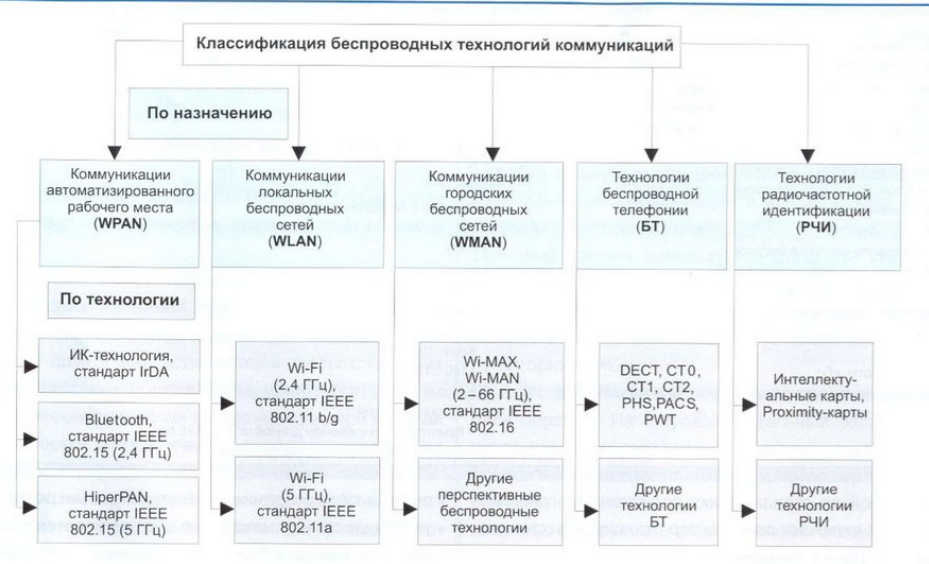 Классификация беспроводных технологий коммуникаций
По назначению
Коммуникации
автоматизированного
рабочего места
(WPAN)
Коммуникации
локальных
беспроводных
сетей
(WLAN)
Коммуникации
городских
беспроводных
сетей
(WMAN)
Технологии
беспроводной
телефонии
(БТ)
Технологии
радиочастотной
идентификации
(РЧИ)
По технологии
ИК-технология,
стандарт IrDA
Bluetooth,
стандарт IEEE
802.15 (2,4 ГГц)
HiperPAN,
стандарт IEEE
802.15 (5 ГГц)
Wi-Fi
(2,4 ГГц),
стандарт IEEE
802.11 b/g
Wi-Fi
(5 ГГц),
стандарт IEEE
802.11a
Wi-MAX,
Wi-MAN
(2 – 66 ГГц),
стандарт IEEE
802.16
Другие
перспективные
беспроводные
технологии
DECT, CT0,
CT1, CT2,
PHS,PACS,
PWT
Другие
технологии
БТ
Интеллекту-
альные карты,
Proximity-карты
Другие
технологии
РЧИ